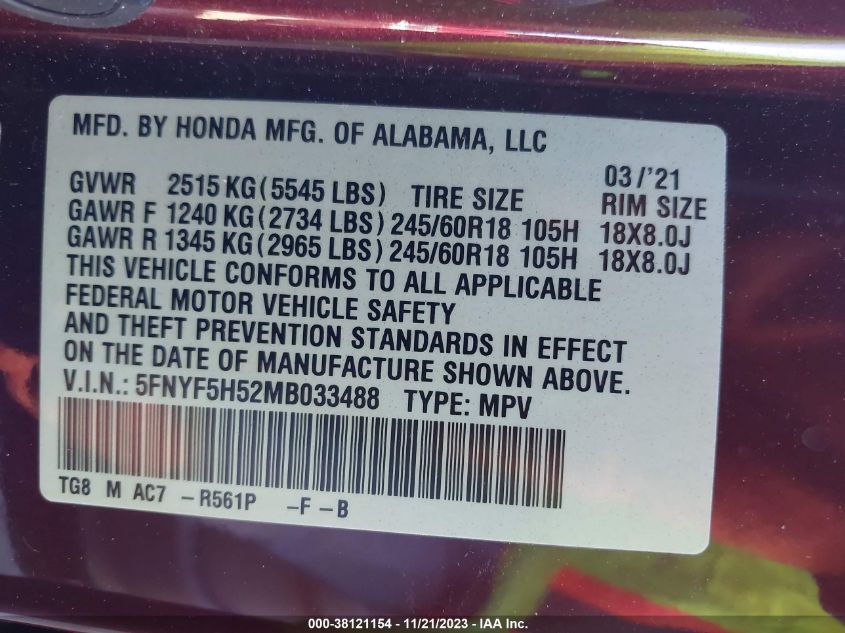 MFD. BY HONDA MFG. OF ALABAMA, LLC
03/'21
GVWR 2515 KG (5545 LBS) TIRE SIZE RIM SIZE
GAWR F 1240 KG (2734 LBS) 245/60R18 105H 18X8.0J
GAWR R 1345 KG (2965 LBS) 245/60R18 105H 18X8.0J
THIS VEHICLE CONFORMS TO ALL APPLICABLE
FEDERAL MOTOR VEHICLE SAFETY
AND THEFT PREVENTION STANDARDS IN EFFECT
ON THE DATE OF MANUFACTURE SHOWN ABOVE.
V.I.N.: 5FNYF5H52MB033488 TYPE: MPV
TG8 M AC7 -R561P -F-B
000-38121154 - 11/21/2023 - IAA Inc.